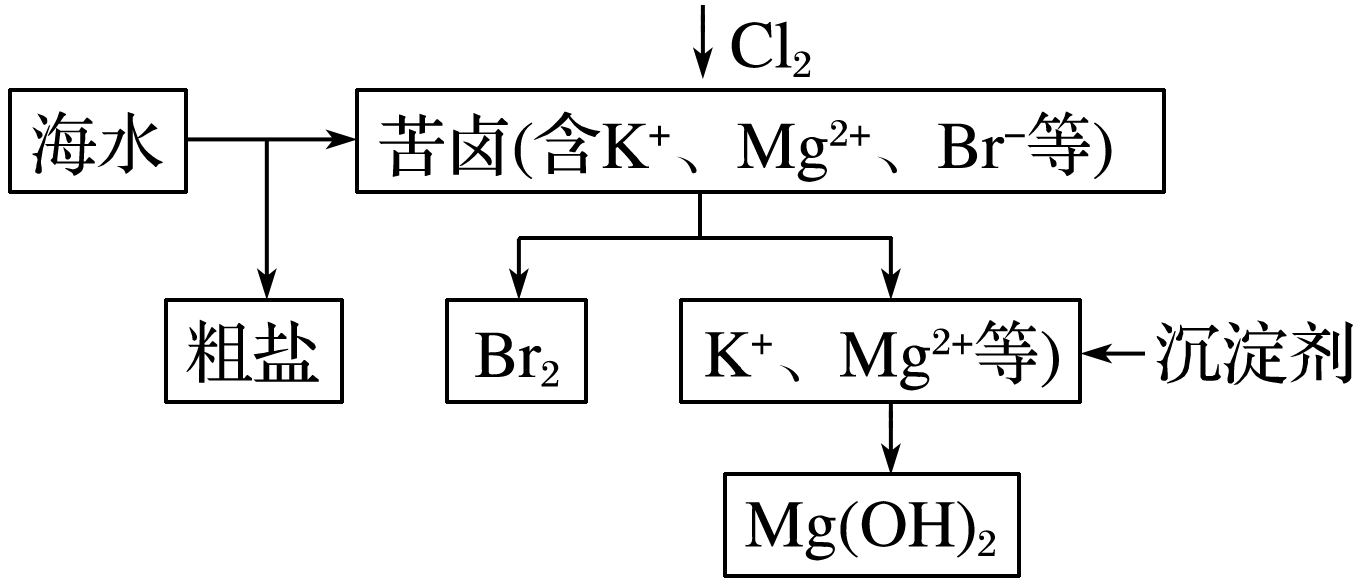 Cl₂
海水
苦卤(含K⁺、Mg²⁺、Br⁻等)
粗盐
Br₂
K⁺、Mg²⁺等)
沉淀剂
Mg(OH)₂